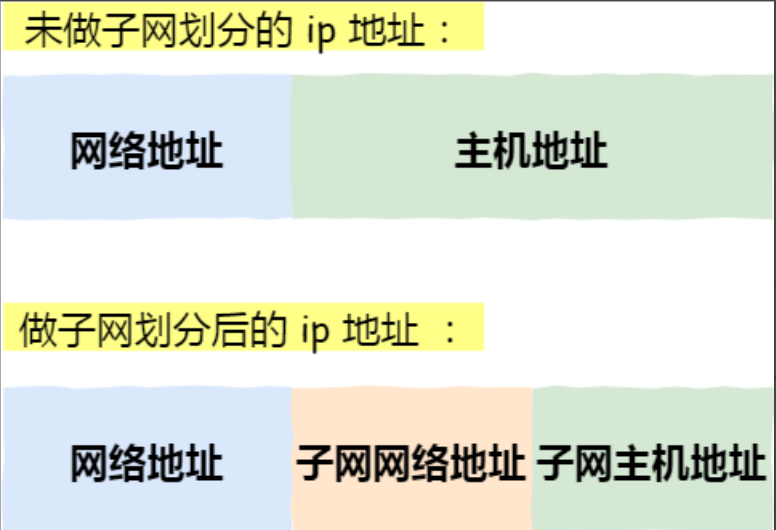 未做子网划分的 ip 地址：
网络地址 主机地址
做子网划分后的 ip 地址 ：
网络地址 子网网络地址 子网主机地址